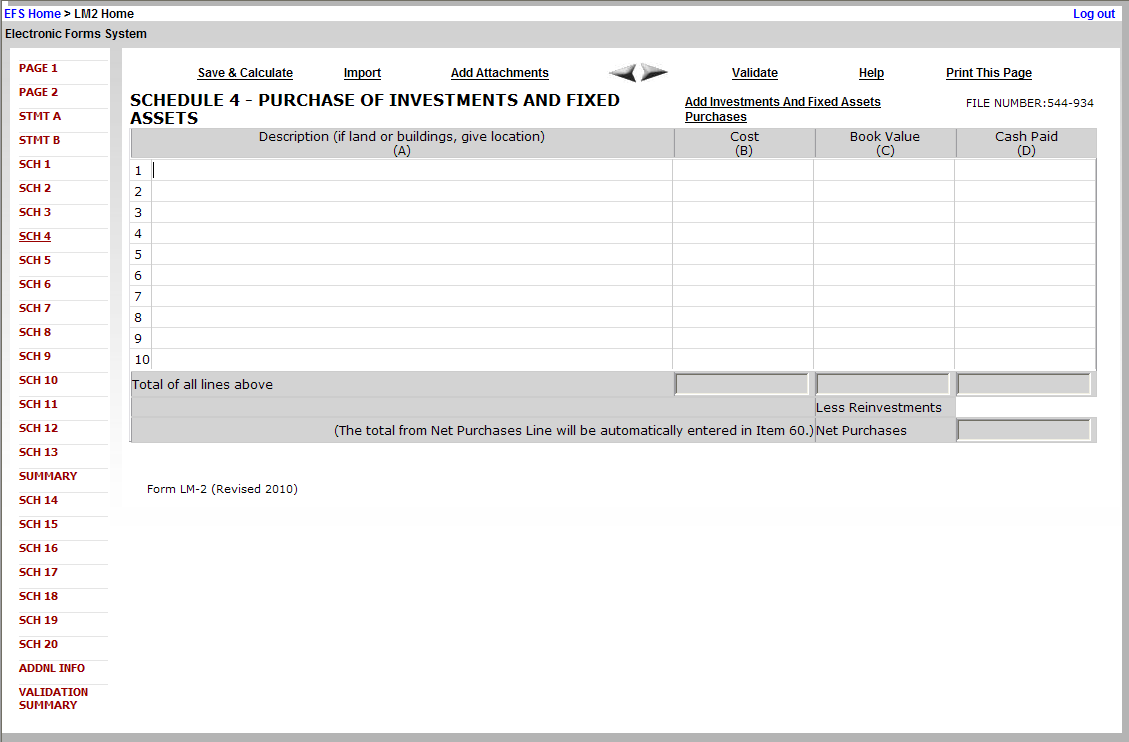 EFS Home > LM2 Home
Log out
Electronic Forms System
PAGE 1
PAGE 2
STMT A
STMT B
SCH 1
SCH 2
SCH 3
SCH 4
SCH 5
SCH 6
SCH 7
SCH 8
SCH 9
SCH 10
SCH 11
SCH 12
SCH 13
SUMMARY
SCH 14
SCH 15
SCH 16
SCH 17
SCH 18
SCH 19
SCH 20
ADDNL INFO
VALIDATION
SUMMARY
Save & Calculate Import Add Attachments Validate Help Print This Page
SCHEDULE 4 - PURCHASE OF INVESTMENTS AND FIXED
ASSETS
Add Investments And Fixed Assets
Purchases
FILE NUMBER:544-934
Description (if land or buildings, give location) Cost Book Value Cash Paid
(A) (B) (C) (D)
1
2
3
4
5
6
7
8
9
10
Total of all lines above
Less Reinvestments
(The total from Net Purchases Line will be automatically entered in Item 60.) Net Purchases
Form LM-2 (Revised 2010)